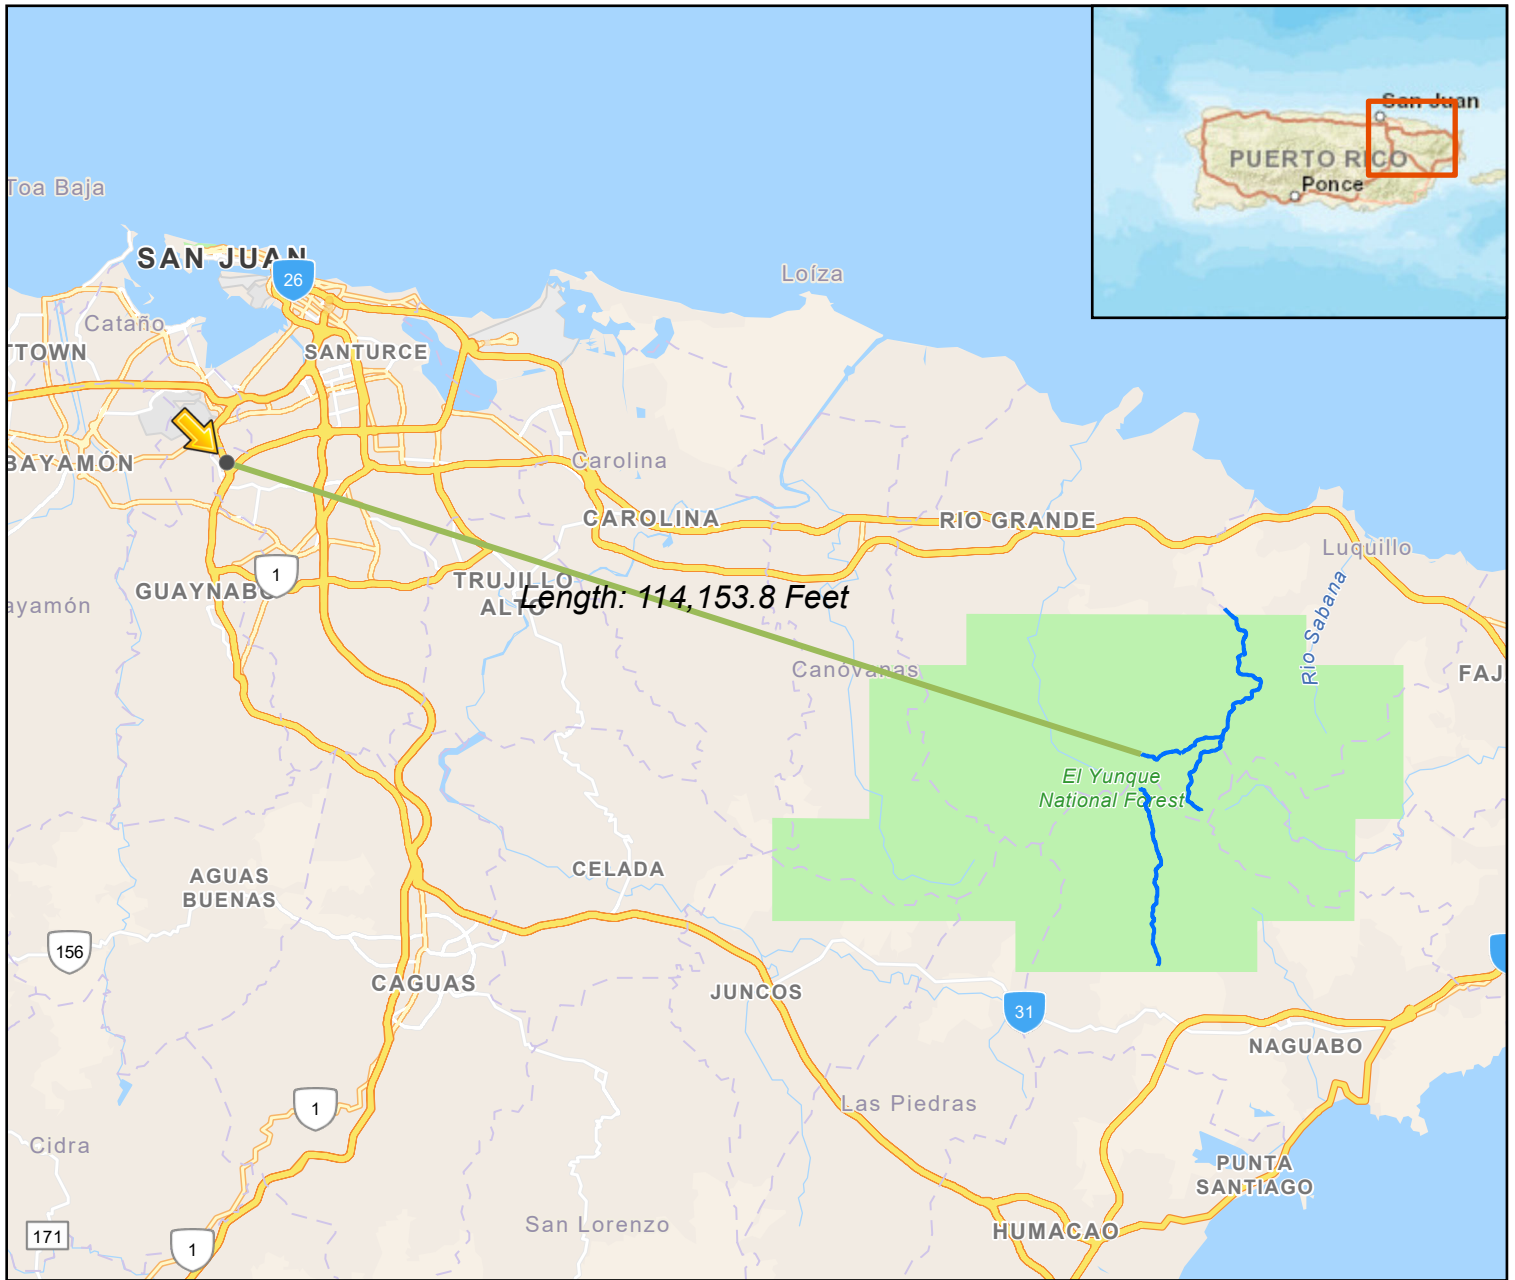 San Juan
PUERTO RICO
Ponce
Toa Baja
SAN JUAN
26
Loíza
Cataño
TTOWN
SANTURCE
BAYAMÓN
Carolina
CAROLINA
RIO GRANDE
Luquillo
1
GUAYNABO
TRUJILLO
ALTO
Length: 114,153.8 Feet
ayamón
Rio Sabana
Canóvanas
FAJ
El Yunque
National Forest
CELADA
AGUAS
BUENAS
156
CAGUAS
JUNCOS
31
NAGUABO
1
Las Piedras
Cidra
PUNTA
SANTIAGO
San Lorenzo
HUMACAO
171
1